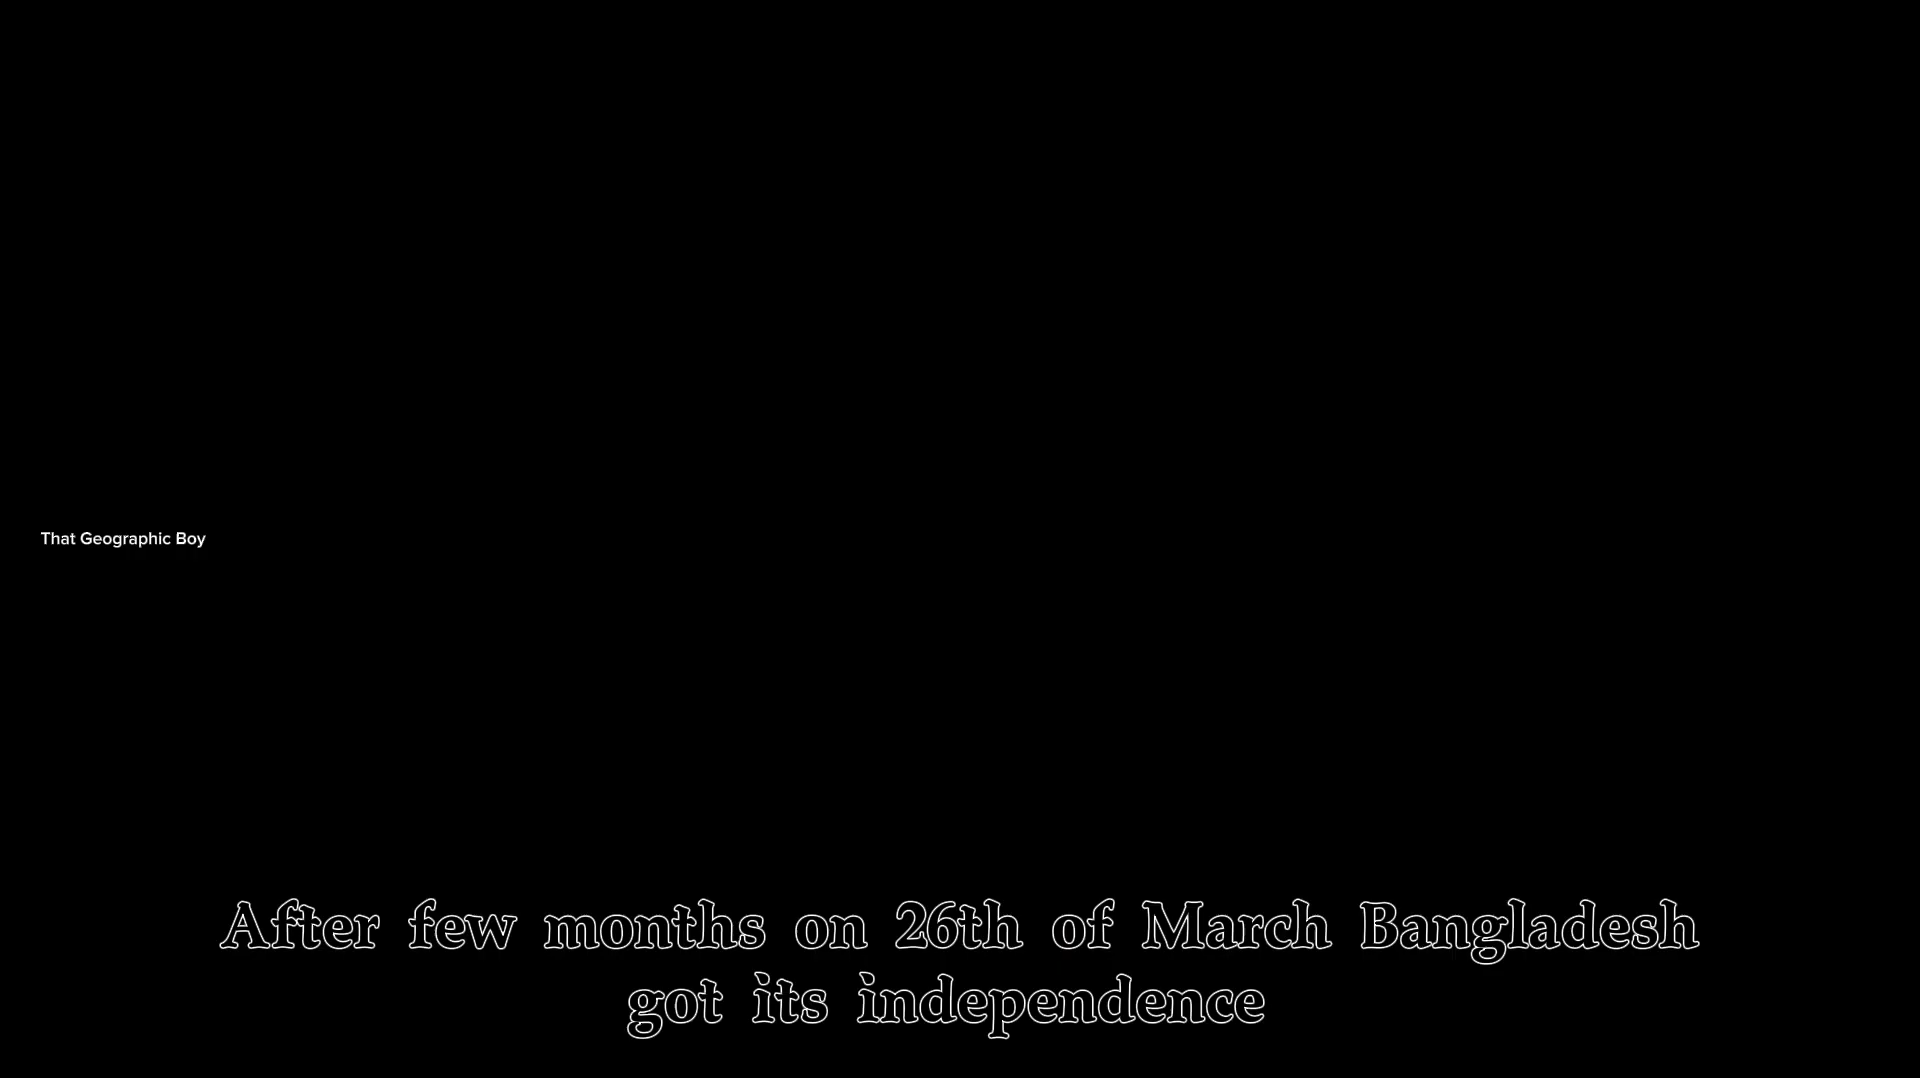 That Geographic Boy
After few months on 26th of March Bangladesh
got its independence